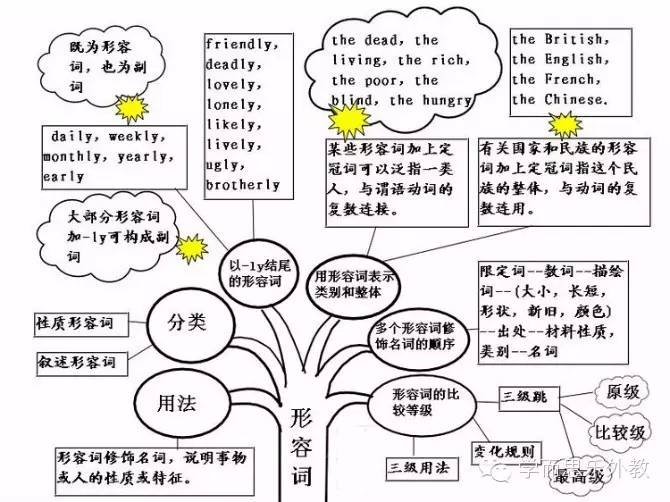 既为形容
词，也为副
词
daily, weekly,
monthly, yearly,
early
大部分形容词
加-ly可构成副
词
friendly,
deadly,
lovely,
lonely,
likely,
lively,
ugly,
brotherly
以-ly结尾
的形容词
the dead, the
living, the rich,
the poor, the
blind, the hungry
某些形容词加上定
冠词可以泛指一类
人，与谓语动词的
复数连接。
the British,
the English,
the French,
the Chinese.
有关国家和民族的形容
词加上定冠词指这个民
族的整体，与动词的复
数连用。
用形容词表示
类别和整体
限定词--数词--描绘
词--(大小，长短，
形状，新旧，颜色)
--出处--材料性质，
类别--名词
多个形容词修
饰名词的顺序
分类
性质形容词
叙述形容词
用法
形容词修饰名词，说明事物
或人的性质或特征。
形容词
形容词的比
较等级
三级跳
原级
比较级
最高级
变化规则
三级用法
学而思乐外教